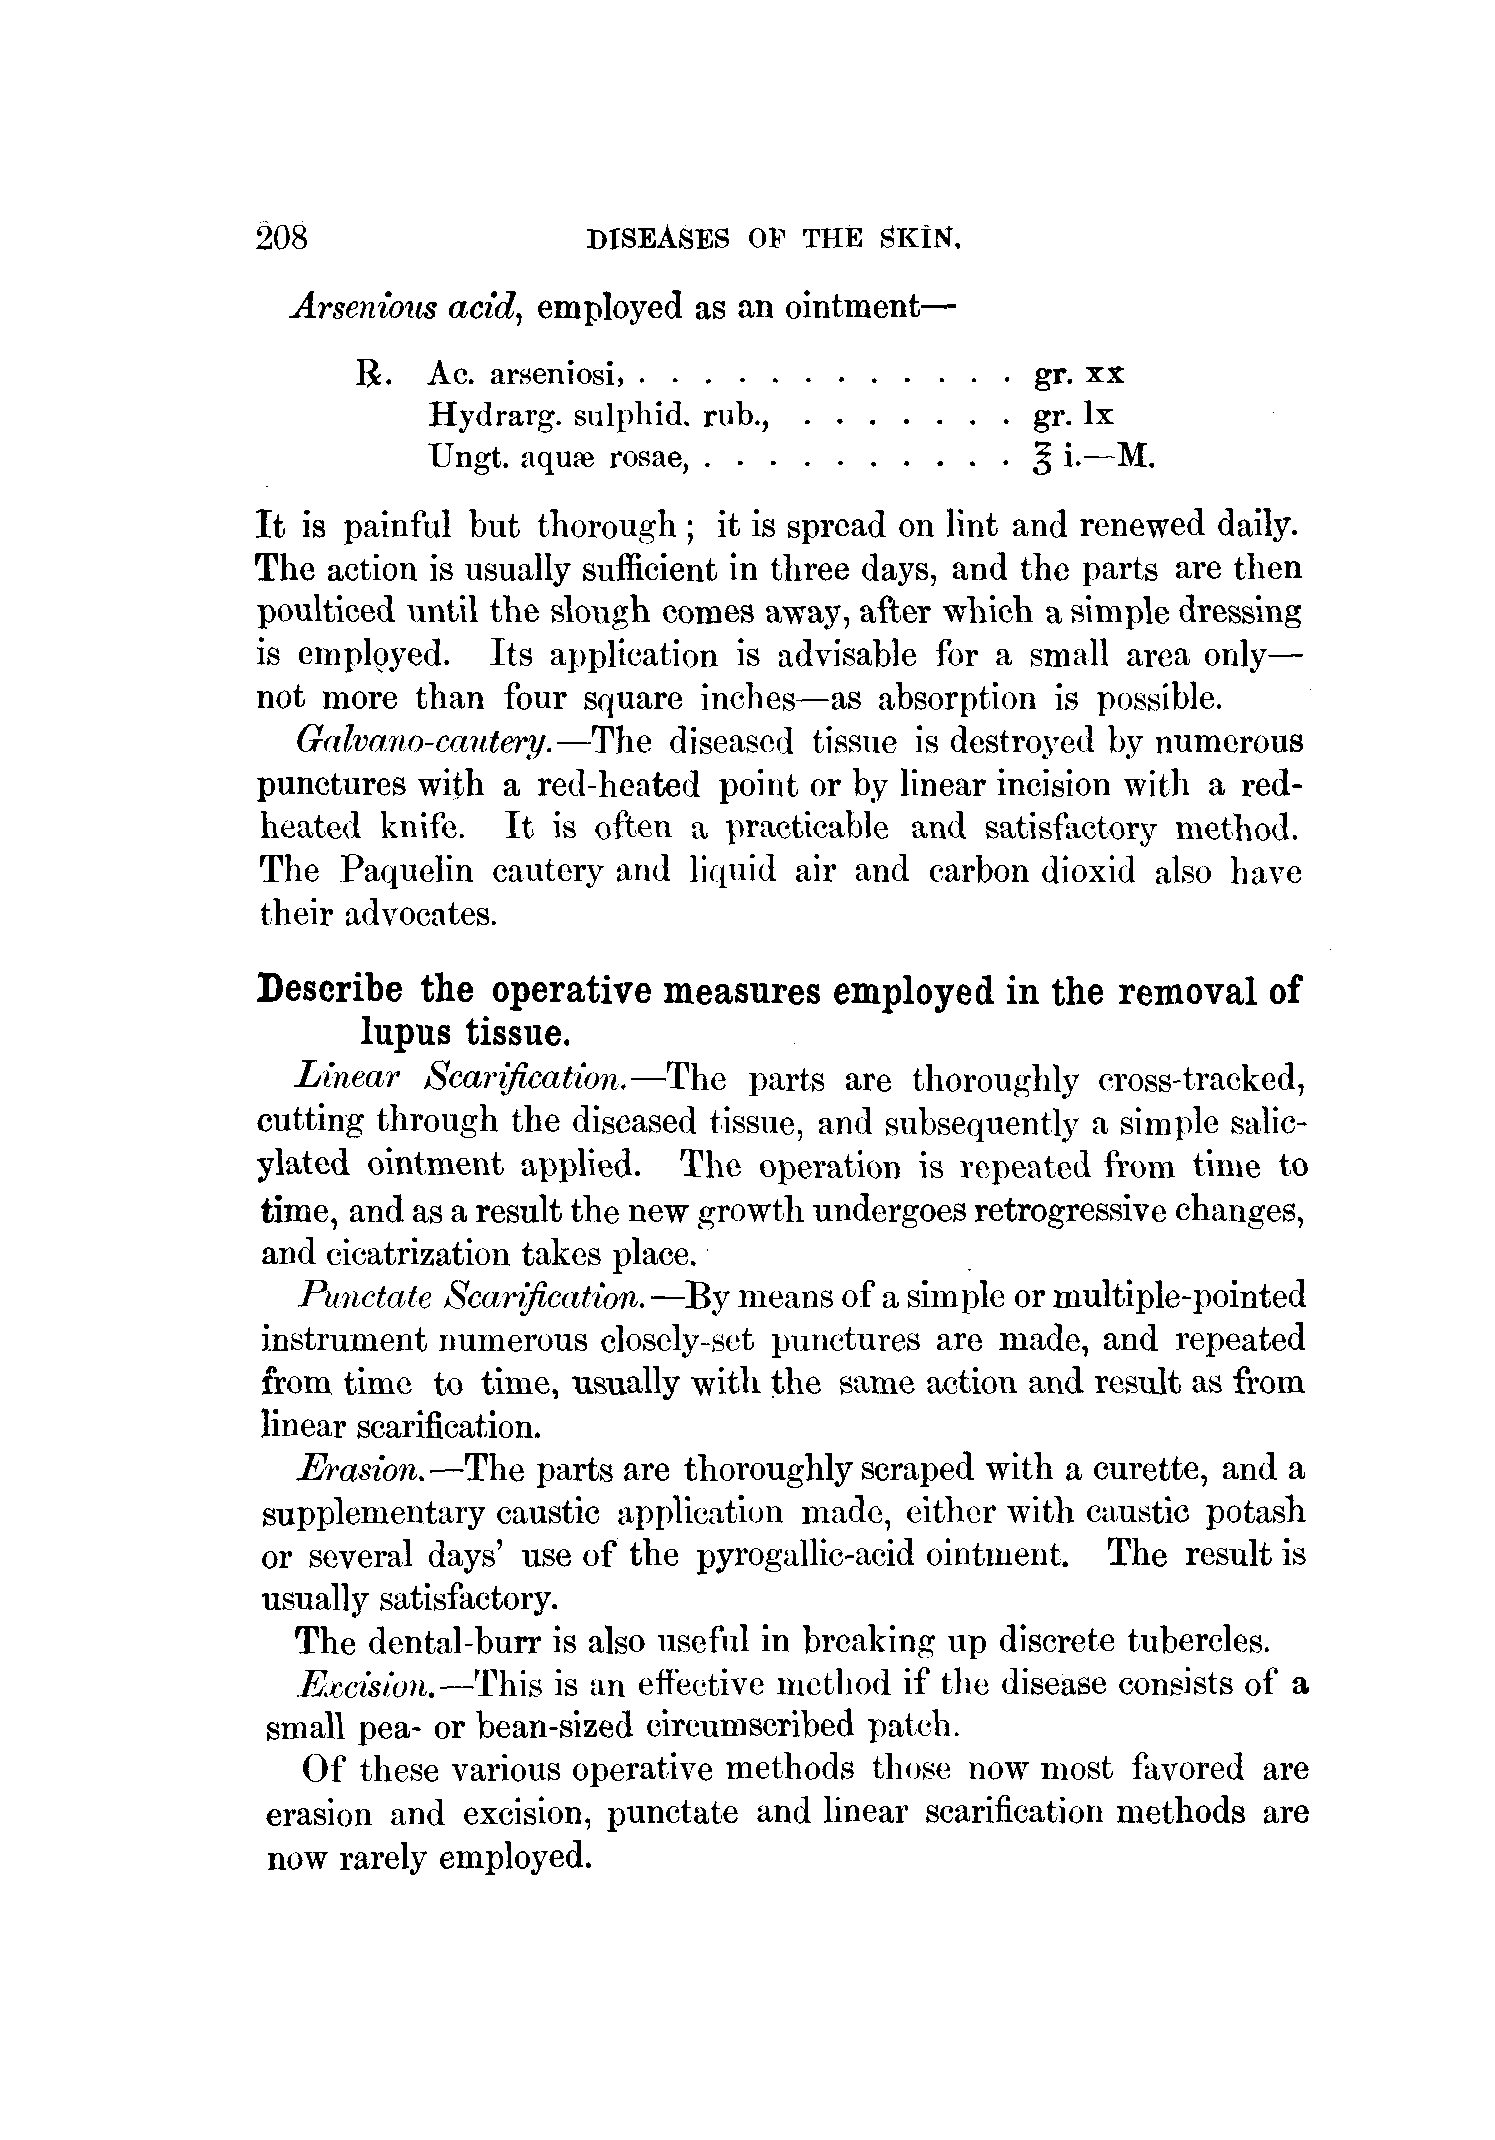 208 DISEASES OF THE SKIN.
Arsenious acid, employed as an ointment—
℞. Ac. arseniosi, . . . . . . . . . . . . gr. xx
Hydrarg. sulphid. rub., . . . . . . . gr. lx
Ungt. aquæ rosae, . . . . . . . . . . ℥ i.—M.
It is painful but thorough ; it is spread on lint and renewed daily.
The action is usually sufficient in three days, and the parts are then
poulticed until the slough comes away, after which a simple dressing
is employed. Its application is advisable for a small area only—
not more than four square inches—as absorption is possible.
Galvano-cautery.—The diseased tissue is destroyed by numerous
punctures with a red-heated point or by linear incision with a red-
heated knife. It is often a practicable and satisfactory method.
The Paquelin cautery and liquid air and carbon dioxid also have
their advocates.
Describe the operative measures employed in the removal of
lupus tissue.
Linear Scarification.—The parts are thoroughly cross-tracked,
cutting through the diseased tissue, and subsequently a simple salic-
ylated ointment applied. The operation is repeated from time to
time, and as a result the new growth undergoes retrogressive changes,
and cicatrization takes place.
Punctate Scarification.—By means of a simple or multiple-pointed
instrument numerous closely-set punctures are made, and repeated
from time to time, usually with the same action and result as from
linear scarification.
Erasion.—The parts are thoroughly scraped with a curette, and a
supplementary caustic application made, either with caustic potash
or several days' use of the pyrogallic-acid ointment. The result is
usually satisfactory.
The dental-burr is also useful in breaking up discrete tubercles.
Excision.—This is an effective method if the disease consists of a
small pea- or bean-sized circumscribed patch.
Of these various operative methods those now most favored are
erasion and excision, punctate and linear scarification methods are
now rarely employed.